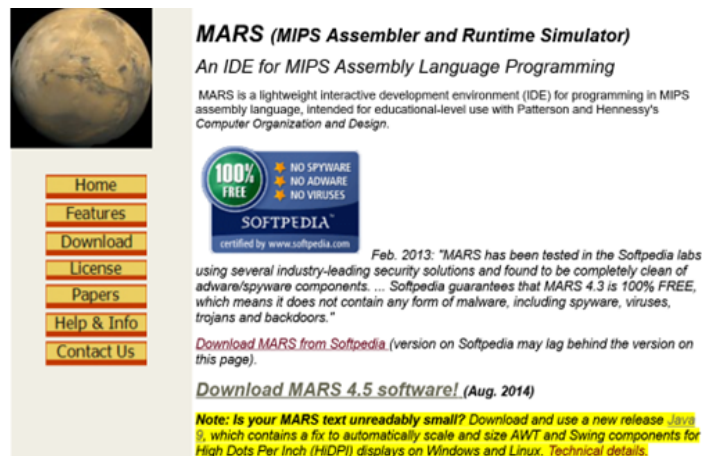 MARS (MIPS Assembler and Runtime Simulator)
An IDE for MIPS Assembly Language Programming
MARS is a lightweight interactive development environment (IDE) for programming in MIPS
assembly language, intended for educational-level use with Patterson and Hennessy's
Computer Organization and Design.
Home
Features
Download
License
Papers
Help & Info
Contact Us
100%
FREE
NO SPYWARE
NO ADWARE
NO VIRUSES
SOFTPEDIA
certified by www.softpedia.com
Feb. 2013: "MARS has been tested in the Softpedia labs
using several industry-leading security solutions and found to be completely clean of
adware/spyware components. ... Softpedia guarantees that MARS 4.3 is 100% FREE,
which means it does not contain any form of malware, including spyware, viruses,
trojans and backdoors."
Download MARS from Softpedia (version on Softpedia may lag behind the version on
this page).
Download MARS 4.5 software! (Aug. 2014)
Note: Is your MARS text unreadably small? Download and use a new release Java
9, which contains a fix to automatically scale and size AWT and Swing components for
High Dots Per Inch (HiDPI) displays on Windows and Linux. Technical details.